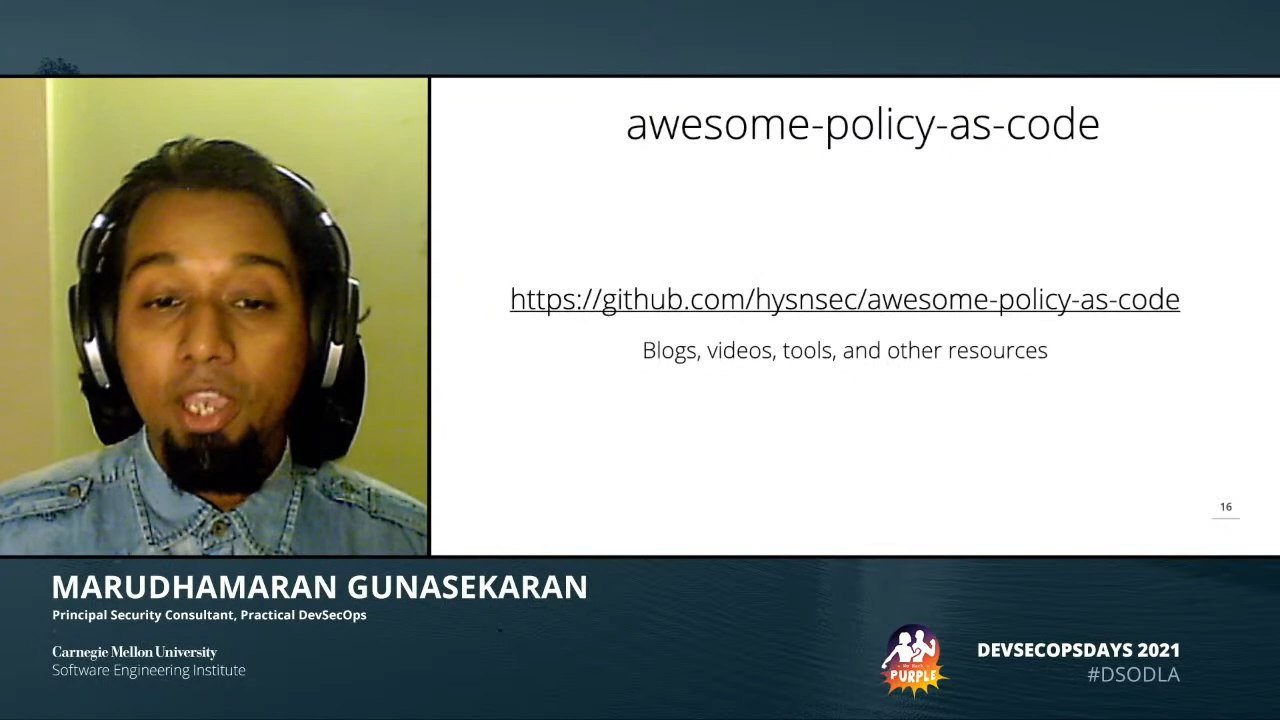 awesome-policy-as-code
https://github.com/hysnsec/awesome-policy-as-code
Blogs, videos, tools, and other resources
16
MARUDHAMARAN GUNASEKARAN
Principal Security Consultant, Practical DevSecOps
Carnegie Mellon University
Software Engineering Institute
PURPLE
DEVSECOPSDAYS 2021
#DSODLA